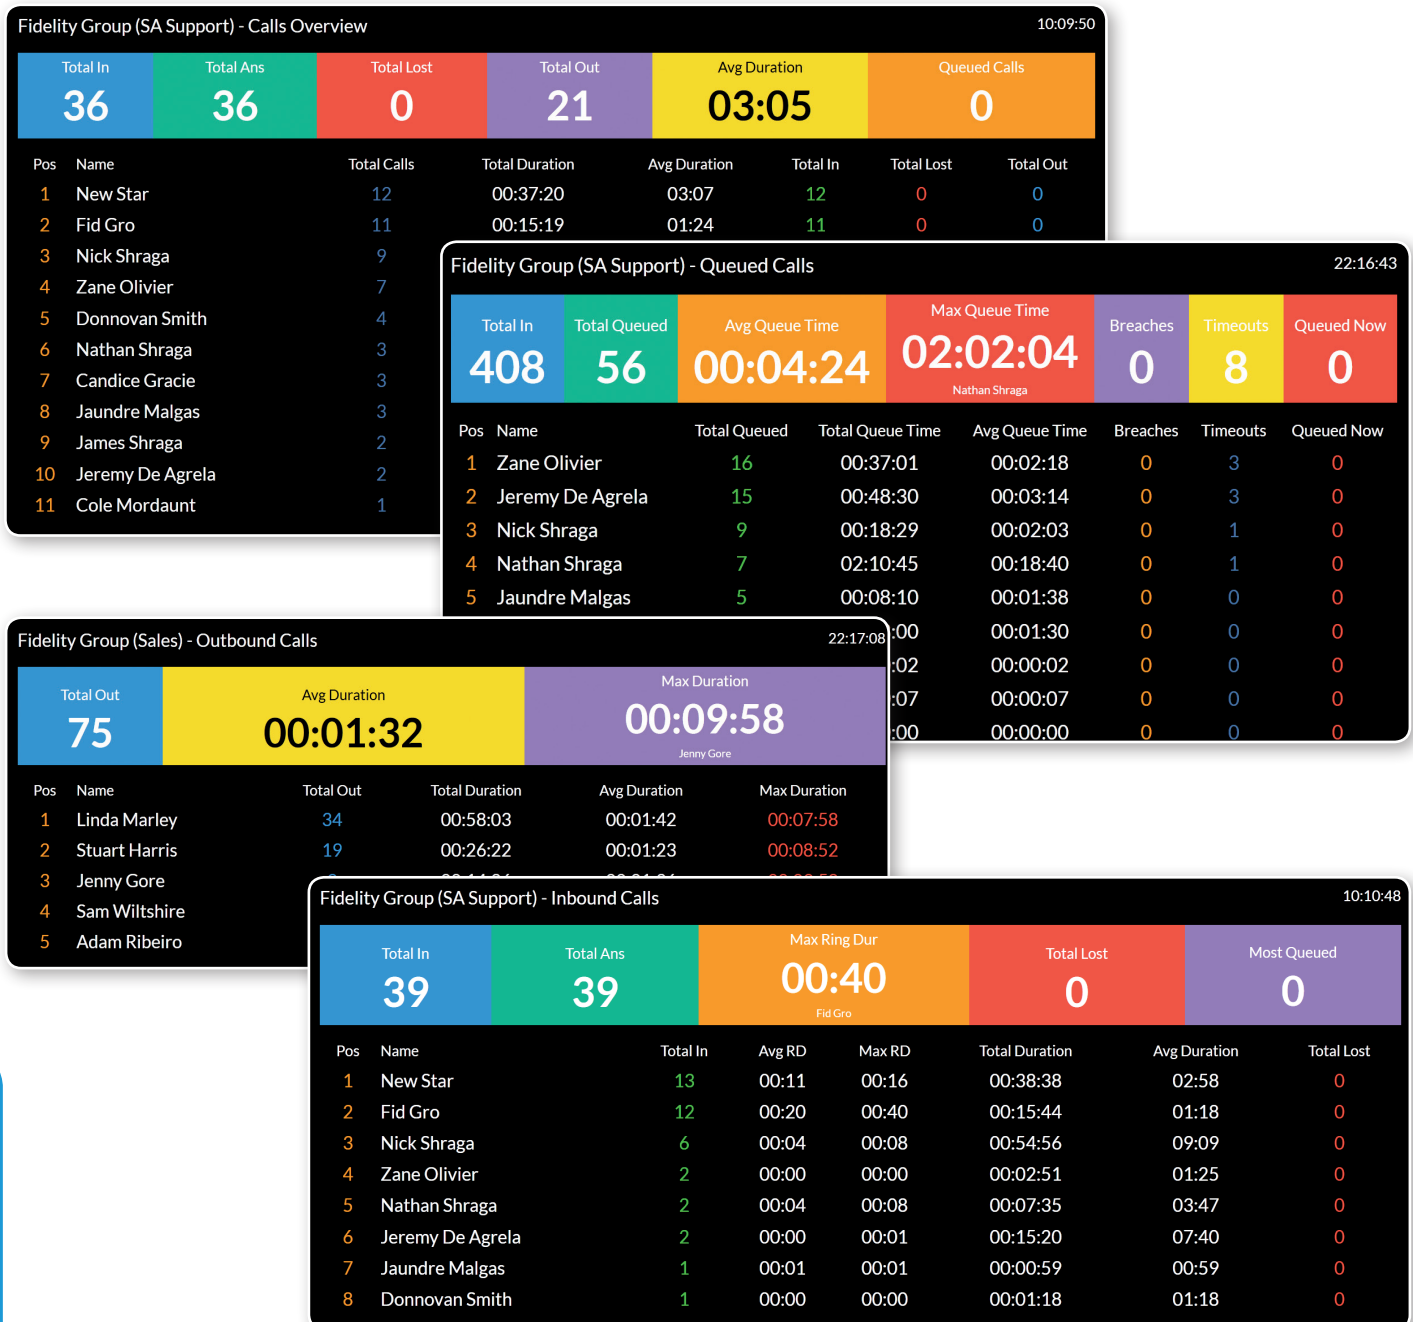 Fidelity Group (SA Support) - Calls Overview 10:09:50
Total In Total Ans Total Lost Total Out Avg Duration Queued Calls
36 36 0 21 03:05 0
Pos Name Total Calls Total Duration Avg Duration Total In Total Lost Total Out
1 New Star 12 00:37:20 03:07 12 0 0
2 Fid Gro 11 00:15:19 01:24 11 0 0
3 Nick Shraga 9
4 Zane Olivier 7
5 Donnovan Smith 4
6 Nathan Shraga 3
7 Candice Gracie 3
8 Jaundre Malgas 3
9 James Shraga 2
10 Jeremy De Agrela 2
11 Cole Mordaunt 1
Fidelity Group (SA Support) - Queued Calls 22:16:43
Total In Total Queued Avg Queue Time Max Queue Time Breaches Timeouts Queued Now
408 56 00:04:24 02:02:04 0 8 0
Nathan Shraga
Pos Name Total Queued Total Queue Time Avg Queue Time Breaches Timeouts Queued Now
1 Zane Olivier 16 00:37:01 00:02:18 0 3 0
2 Jeremy De Agrela 15 00:48:30 00:03:14 0 3 0
3 Nick Shraga 9 00:18:29 00:02:03 0 1 0
4 Nathan Shraga 7 02:10:45 00:18:40 0 1 0
5 Jaundre Malgas 5 00:08:10 00:01:38 0 0 0
:00 00:01:30 0 0 0
:02 00:00:02 0 0 0
:07 00:00:07 0 0 0
:00 00:00:00 0 0 0
Fidelity Group (Sales) - Outbound Calls 22:17:08
Total Out Avg Duration Max Duration
75 00:01:32 00:09:58
Jenny Gore
Pos Name Total Out Total Duration Avg Duration Max Duration
1 Linda Marley 34 00:58:03 00:01:42 00:07:58
2 Stuart Harris 19 00:26:22 00:01:23 00:08:52
3 Jenny Gore
4 Sam Wiltshire
5 Adam Ribeiro
Fidelity Group (SA Support) - Inbound Calls 10:10:48
Total In Total Ans Max Ring Dur Total Lost Most Queued
39 39 00:40 0 0
Fid Gro
Pos Name Total In Avg RD Max RD Total Duration Avg Duration Total Lost
1 New Star 13 00:11 00:16 00:38:38 02:58 0
2 Fid Gro 12 00:20 00:40 00:15:44 01:18 0
3 Nick Shraga 6 00:04 00:08 00:54:56 09:09 0
4 Zane Olivier 2 00:00 00:00 00:02:51 01:25 0
5 Nathan Shraga 2 00:04 00:08 00:07:35 03:47 0
6 Jeremy De Agrela 2 00:00 00:01 00:15:20 07:40 0
7 Jaundre Malgas 1 00:01 00:01 00:00:59 00:59 0
8 Donnovan Smith 1 00:00 00:00 00:01:18 01:18 0